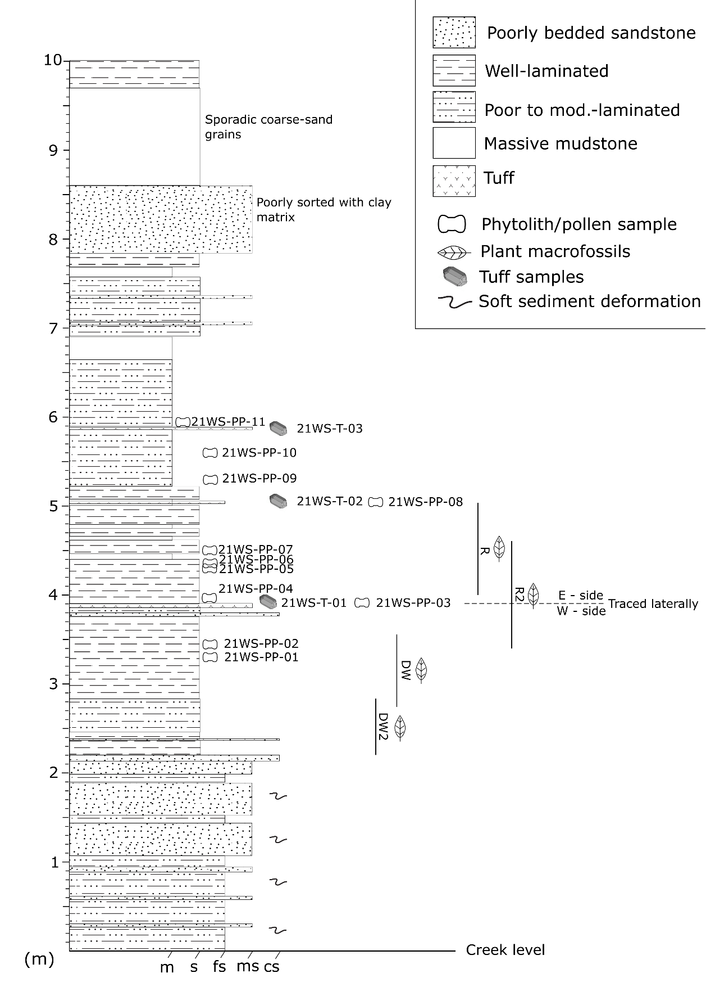 Poorly bedded sandstone
Well-laminated
Poor to mod.-laminated
Massive mudstone
Tuff
Phytolith/pollen sample
Plant macrofossils
Tuff samples
Soft sediment deformation
10
Sporadic coarse-sand
grains
9
Poorly sorted with clay
matrix
8
7
6
21WS-PP-11
21WS-T-03
21WS-PP-10
21WS-PP-09
5
21WS-T-02
21WS-PP-08
R
21WS-PP-07
21WS-PP-06
21WS-PP-05
4
21WS-PP-04
21WS-T-01
21WS-PP-03
R2
E - side
W - side
Traced laterally
21WS-PP-02
21WS-PP-01
DW
3
DW2
2
1
Creek level
(m)
m s fs ms cs